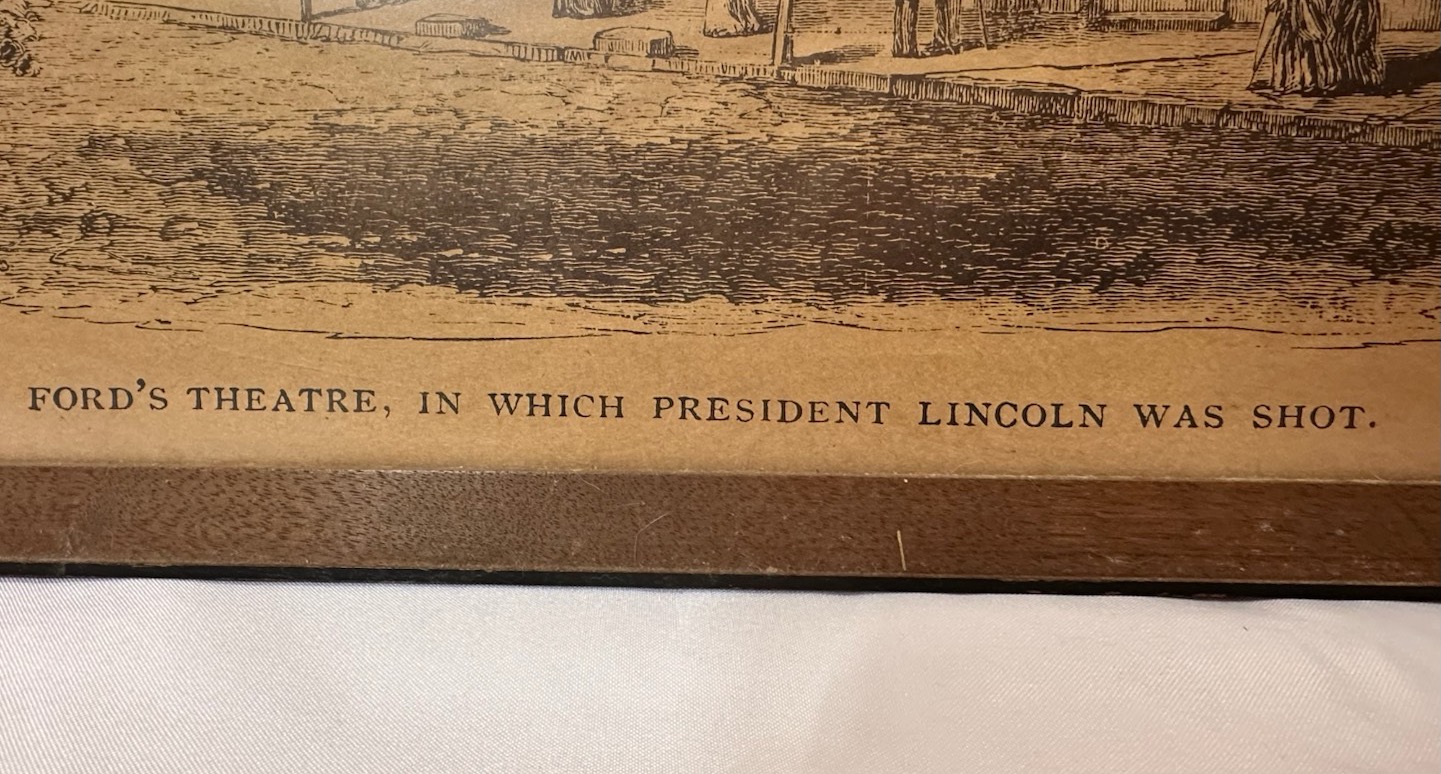 FORD'S THEATRE, IN WHICH PRESIDENT LINCOLN WAS SHOT.